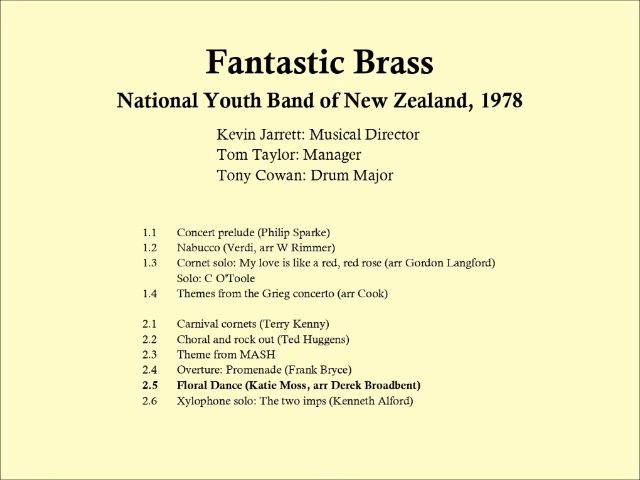 Fantastic Brass
National Youth Band of New Zealand, 1978
Kevin Jarrett: Musical Director
Tom Taylor: Manager
Tony Cowan: Drum Major
1.1 Concert prelude (Philip Sparke)
1.2 Nabucco (Verdi, arr W Rimmer)
1.3 Cornet solo: My love is like a red, red rose (arr Gordon Langford)
Solo: C O'Toole
1.4 Themes from the Grieg concerto (arr Cook)
2.1 Carnival cornets (Terry Kenny)
2.2 Choral and rock out (Ted Huggens)
2.3 Theme from MASH
2.4 Overture: Promenade (Frank Bryce)
2.5 Floral Dance (Katie Moss, arr Derek Broadbent)
2.6 Xylophone solo: The two imps (Kenneth Alford)